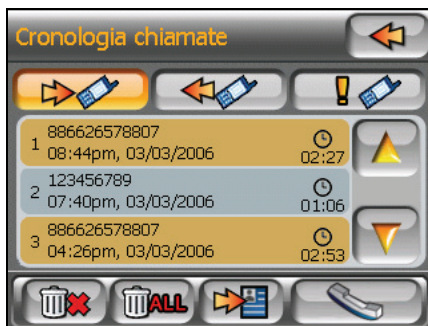 Cronologia chiamate
1 886626578807
08:44pm, 03/03/2006 02:27
2 123456789
07:40pm, 03/03/2006 01:06
3 886626578807
04:26pm, 03/03/2006 02:53
ALL